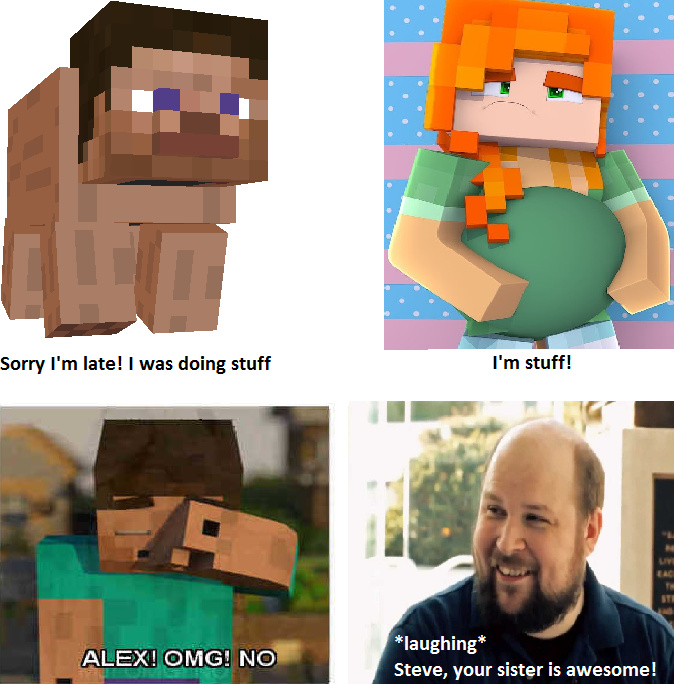 Sorry I'm late! I was doing stuff
I'm stuff!
ALEX! OMG! NO
*laughing*
Steve, your sister is awesome!